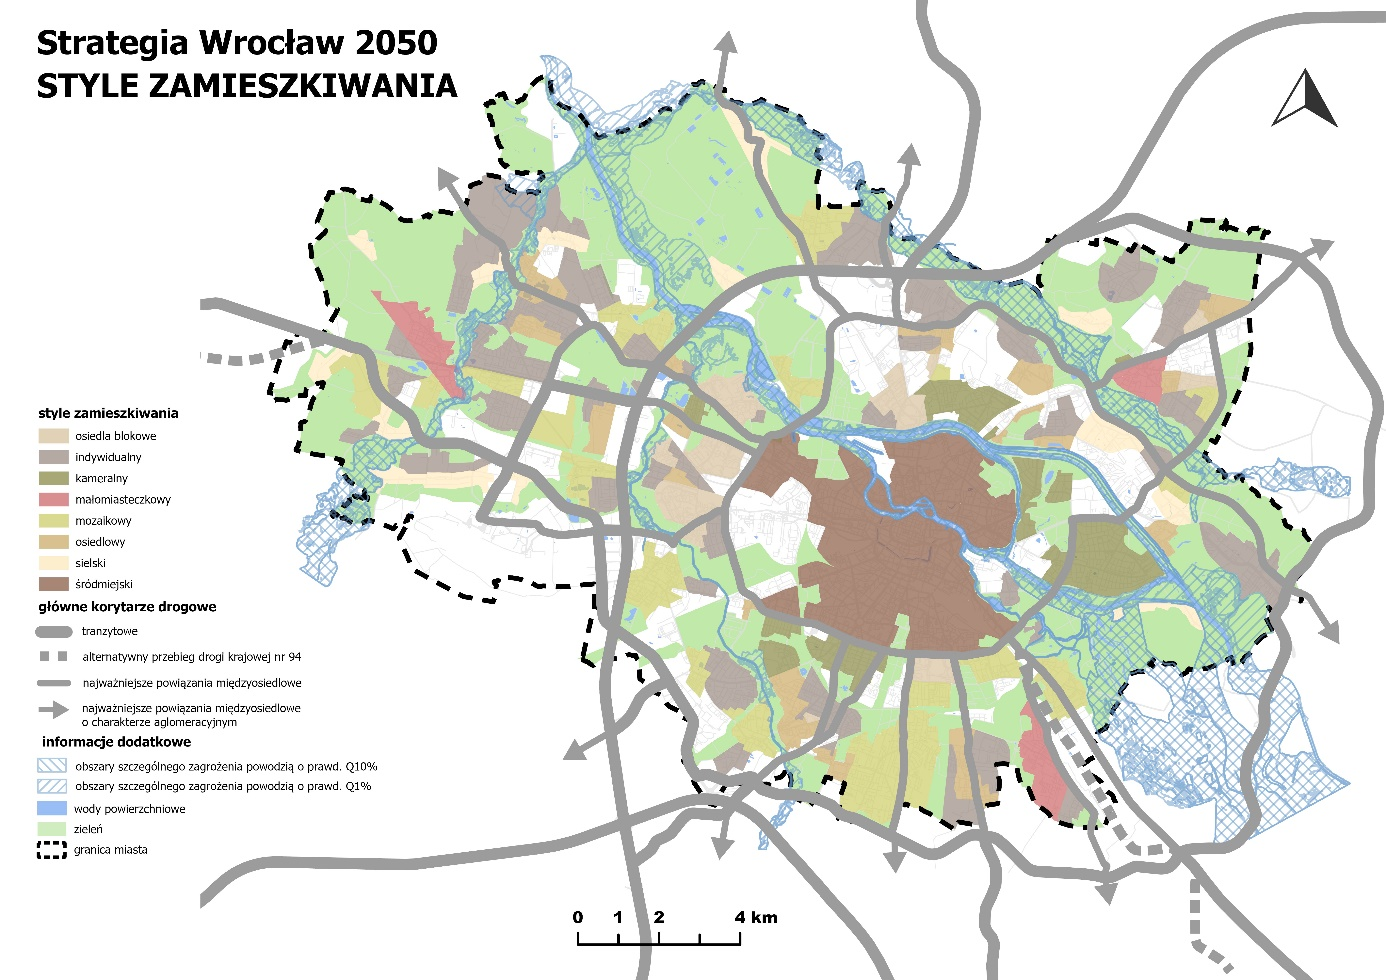 Strategia Wrocław 2050
STYLE ZAMIESZKIWANIA
style zamieszkiwania
osiedla blokowe
indywidualny
kameralny
małomiasteczkowy
mozaikowy
osiedlowy
sielski
śródmiejski
główne korytarze drogowe
tranzytowe
alternatywny przebieg drogi krajowej nr 94
najważniejsze powiązania międzyosiedlowe
najważniejsze powiązania międzyosiedlowe
o charakterze aglomeracyjnym
informacje dodatkowe
obszary szczególnego zagrożenia powodzią o prawd. Q10%
obszary szczególnego zagrożenia powodzią o prawd. Q1%
wody powierzchniowe
zieleń
granica miasta
0 1 2 4 km